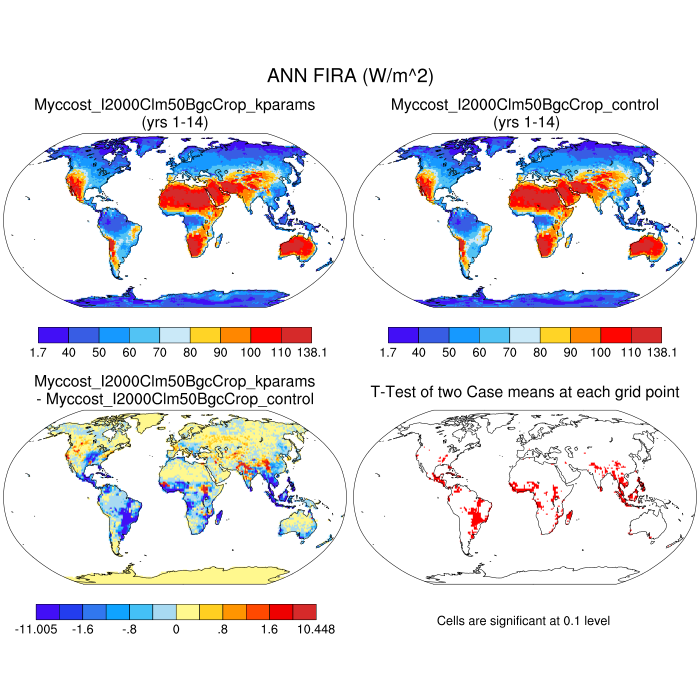 ANN FIRA (W/m^2)
Myccost_I2000Clm50BgcCrop_kparams
(yrs 1-14)
Myccost_I2000Clm50BgcCrop_control
(yrs 1-14)
1.7 40 50 60 70 80 90 100 110 138.1
1.7 40 50 60 70 80 90 100 110 138.1
Myccost_I2000Clm50BgcCrop_kparams
- Myccost_I2000Clm50BgcCrop_control
T-Test of two Case means at each grid point
-11.005 -1.6 -.8 0 .8 1.6 10.448
Cells are significant at 0.1 level